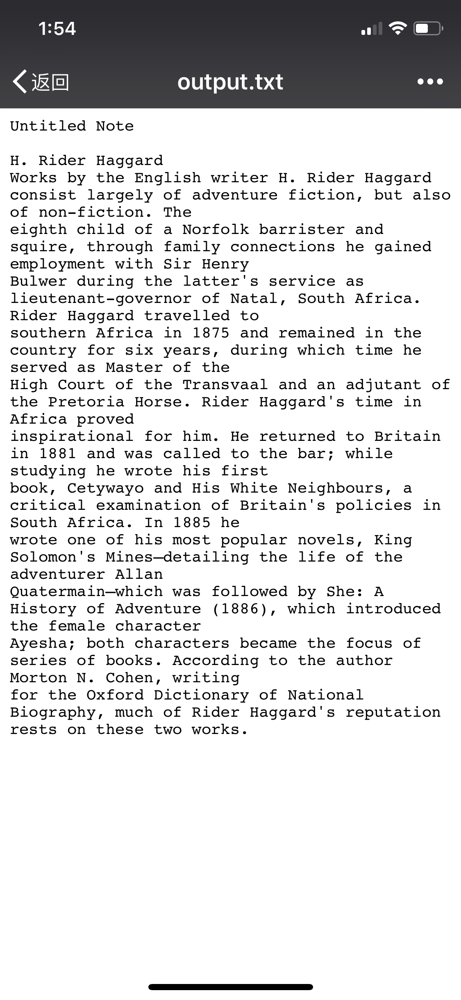 1:54
返回
output.txt
Untitled Note
H. Rider Haggard
Works by the English writer H. Rider Haggard
consist largely of adventure fiction, but also
of non-fiction. The
eighth child of a Norfolk barrister and
squire, through family connections he gained
employment with Sir Henry
Bulwer during the latter's service as
lieutenant-governor of Natal, South Africa.
Rider Haggard travelled to
southern Africa in 1875 and remained in the
country for six years, during which time he
served as Master of the
High Court of the Transvaal and an adjutant of
the Pretoria Horse. Rider Haggard's time in
Africa proved
inspirational for him. He returned to Britain
in 1881 and was called to the bar; while
studying he wrote his first
book, Cetywayo and His White Neighbours, a
critical examination of Britain's policies in
South Africa. In 1885 he
wrote one of his most popular novels, King
Solomon's Mines—detailing the life of the
adventurer Allan
Quatermain—which was followed by She: A
History of Adventure (1886), which introduced
the female character
Ayesha; both characters became the focus of
series of books. According to the author
Morton N. Cohen, writing
for the Oxford Dictionary of National
Biography, much of Rider Haggard's reputation
rests on these two works.